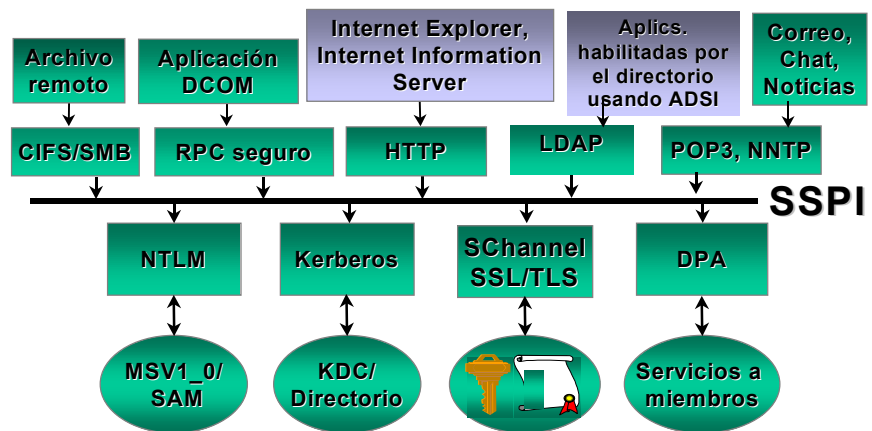 Archivo
remoto
Aplicación
DCOM
Internet Explorer,
Internet Information
Server
Aplics.
habilitadas por
el directorio
usando ADSI
Correo,
Chat,
Noticias
CIFS/SMB
RPC seguro
HTTP
LDAP
POP3, NNTP
SSPI
NTLM
Kerberos
SChannel
SSL/TLS
DPA
MSV1_0/
SAM
KDC/
Directorio
Servicios a
miembros